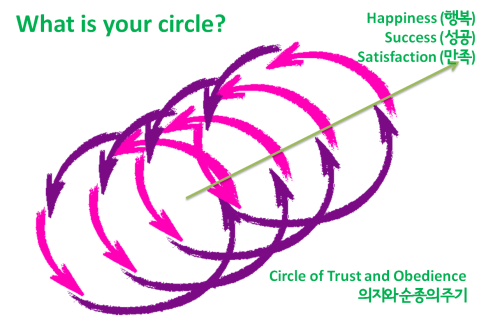 What is your circle?
Happiness (행복)
Success (성공)
Satisfaction (만족)
Circle of Trust and Obedience
의지와 순종의 주기